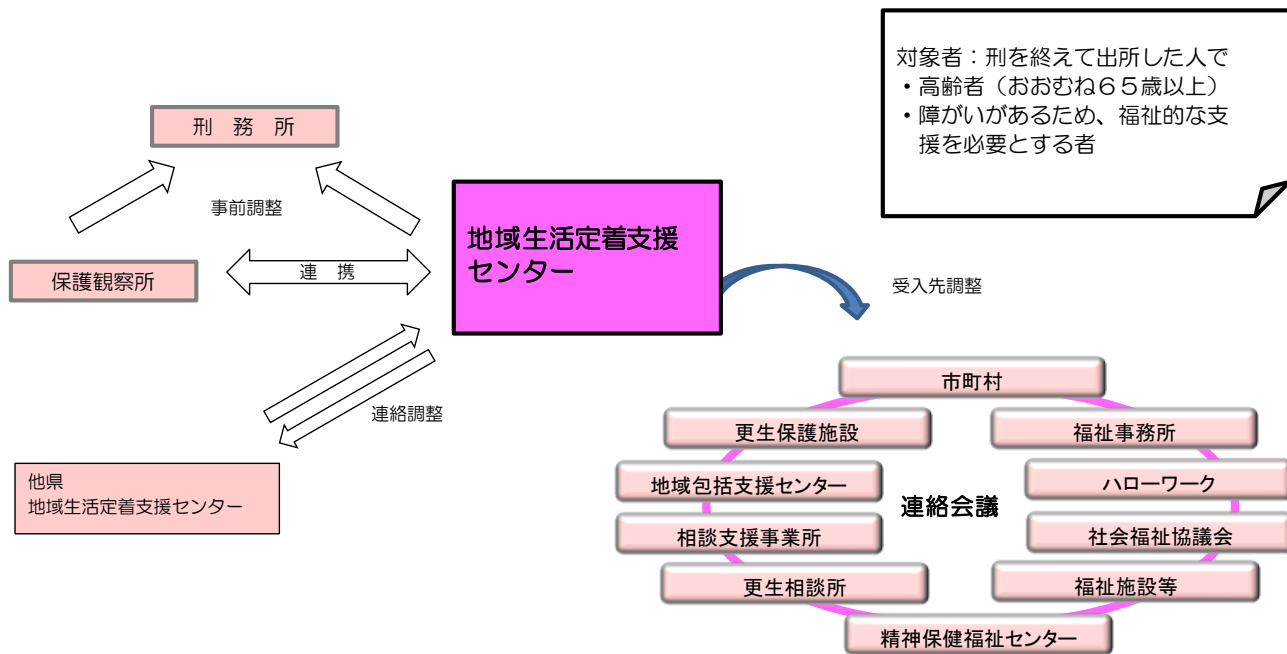 対象者:刑を終えて出所した人で
・高齢者(おおむね65歳以上)
・障がいがあるため、福祉的な支
援を必要とする者
刑 務 所
事前調整
地域生活定着支援
センター
保護観察所
連 携
受入先調整
連絡調整
他県
地域生活定着支援センター
市町村
更生保護施設
福祉事務所
地域包括支援センター
ハローワーク
連絡会議
相談支援事業所
社会福祉協議会
更生相談所
福祉施設等
精神保健福祉センター